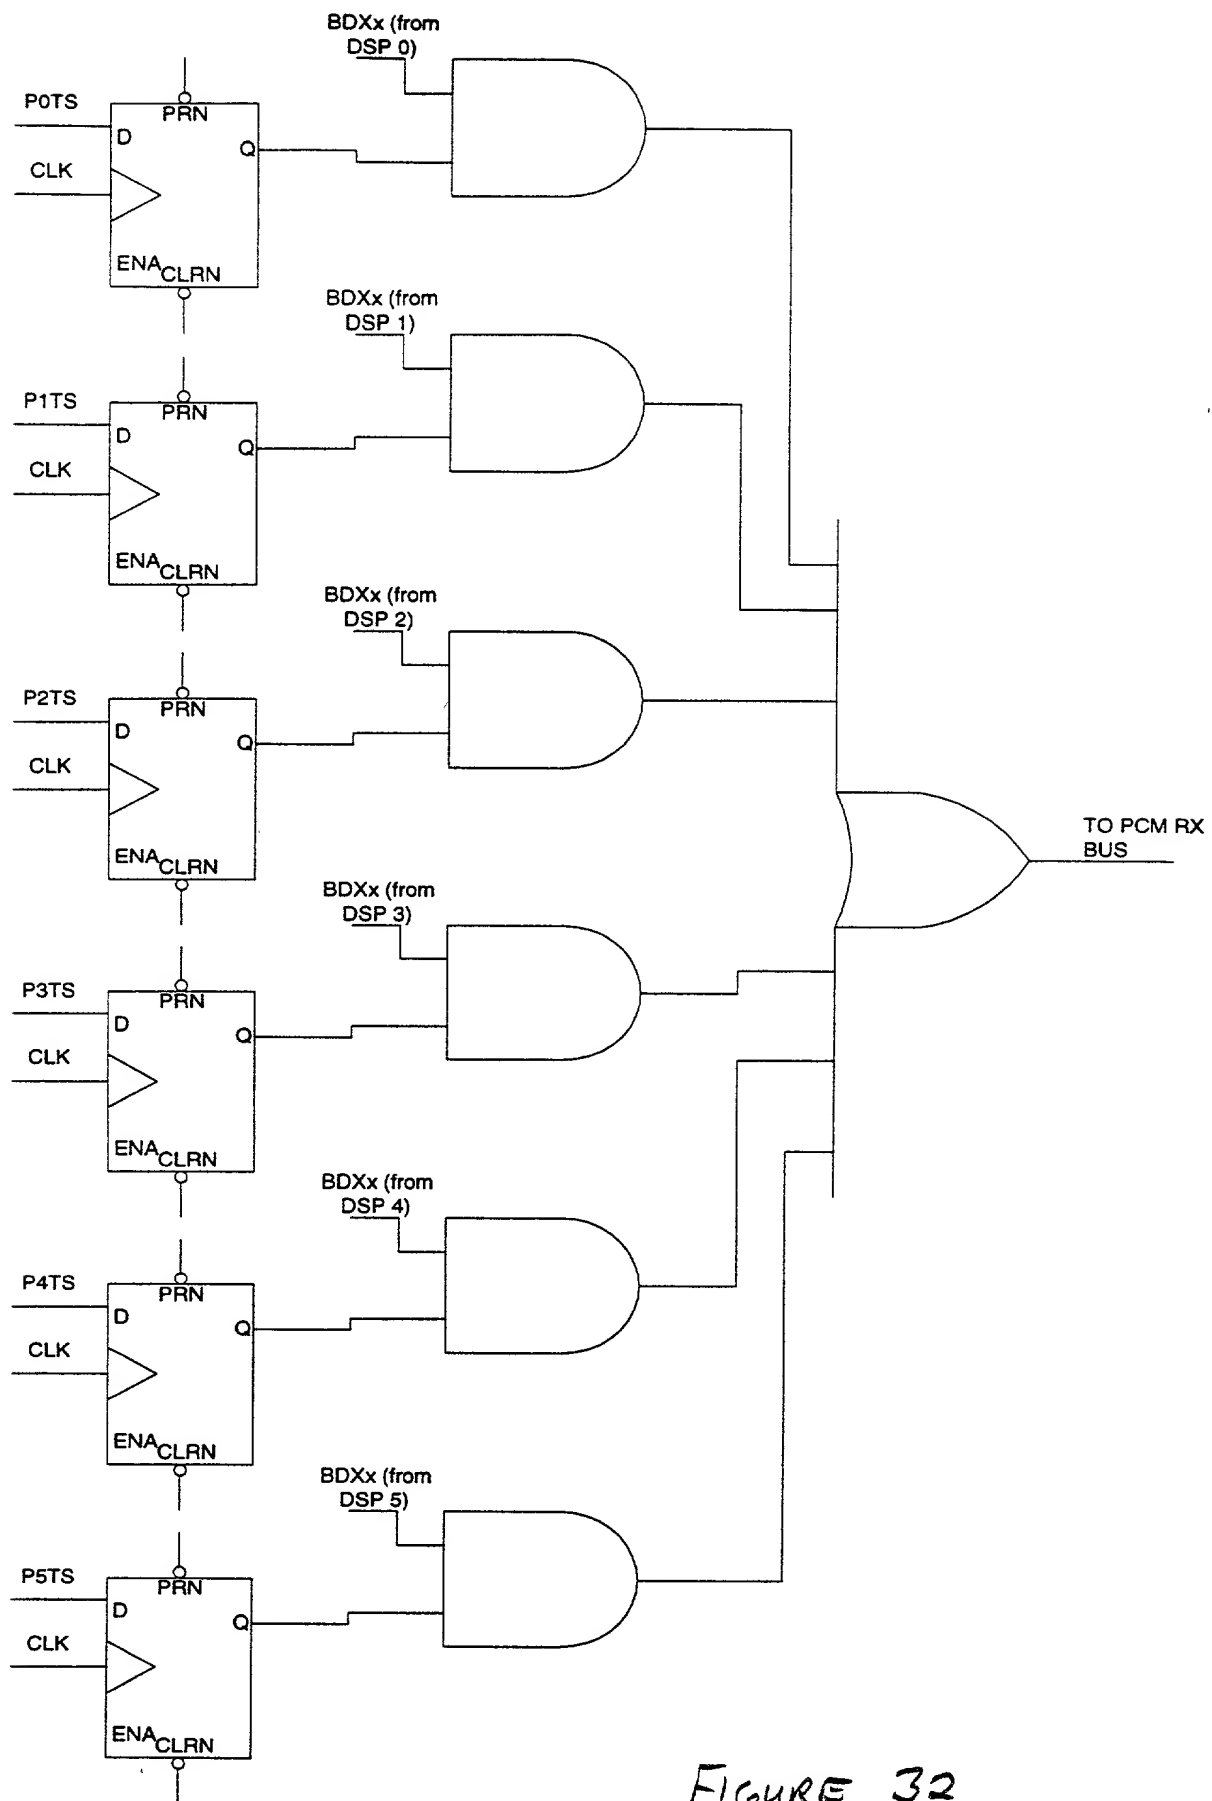 BDXx (from
DSP 0)
P0TS
PRN
D
Q
CLK
ENA
CLRN
BDXx (from
DSP 1)
P1TS
PRN
D
Q
CLK
ENA
CLRN
BDXx (from
DSP 2)
P2TS
PRN
D
Q
CLK
ENA
CLRN
TO PCM RX
BUS
BDXx (from
DSP 3)
P3TS
PRN
D
Q
CLK
ENA
CLRN
BDXx (from
DSP 4)
P4TS
PRN
D
Q
CLK
ENA
CLRN
BDXx (from
DSP 5)
P5TS
PRN
D
Q
CLK
ENA
CLRN
FIGURE 32